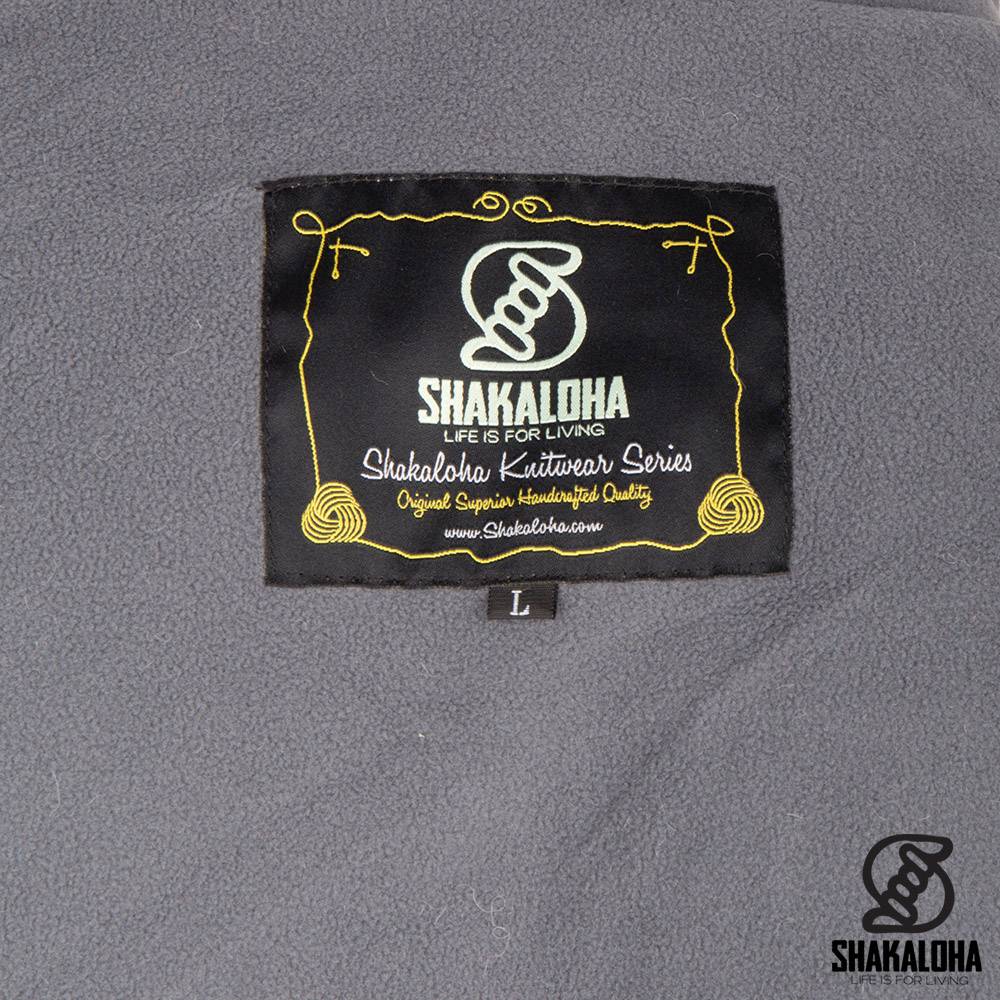 SHAKALOHA
LIFE IS FOR LIVING
Shakaloha Knitwear Series
Original Superior Handcrafted Quality
www.Shakaloha.com
L
SHAKALOHA
LIFE IS FOR LIVING